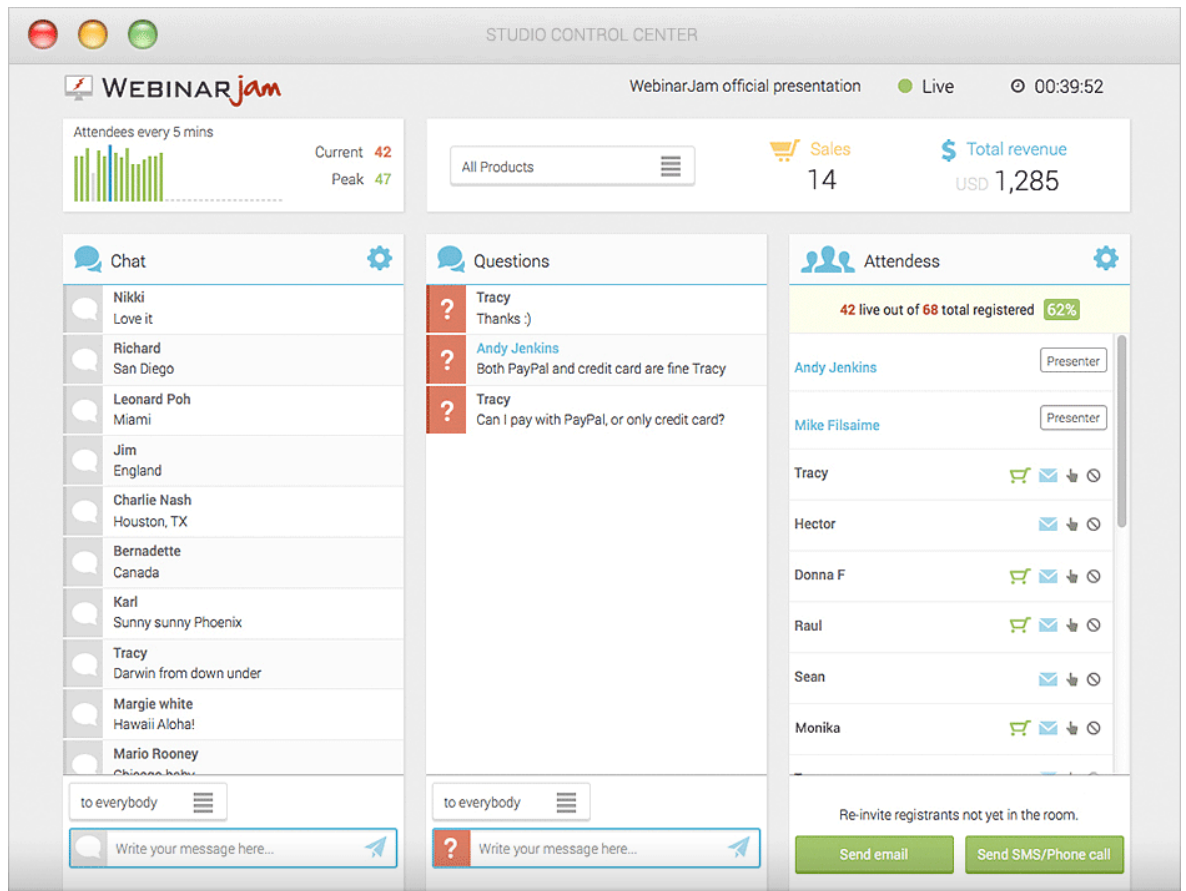 STUDIO CONTROL CENTER
WEBINARjam
WebinarJam official presentation
Live
00:39:52
Attendees every 5 mins
Current 42
Peak 47
All Products
Sales
14
$ Total revenue
USD 1,285
Chat
Nikki
Love it
Richard
San Diego
Leonard Poh
Miami
Jim
England
Charlie Nash
Houston, TX
Bernadette
Canada
Karl
Sunny sunny Phoenix
Tracy
Darwin from down under
Margie white
Hawaii Aloha!
Mario Rooney
Chicago baby
to everybody
Write your message here...
Questions
?
Tracy
Thanks :)
?
Andy Jenkins
Both PayPal and credit card are fine Tracy
?
Tracy
Can I pay with PayPal, or only credit card?
to everybody
?
Write your message here...
Attendess
42 live out of 68 total registered 62%
Andy Jenkins
Presenter
Mike Filsaime
Presenter
Tracy
Hector
Donna F
Raul
Sean
Monika
Re-invite registrants not yet in the room.
Send email
Send SMS/Phone call